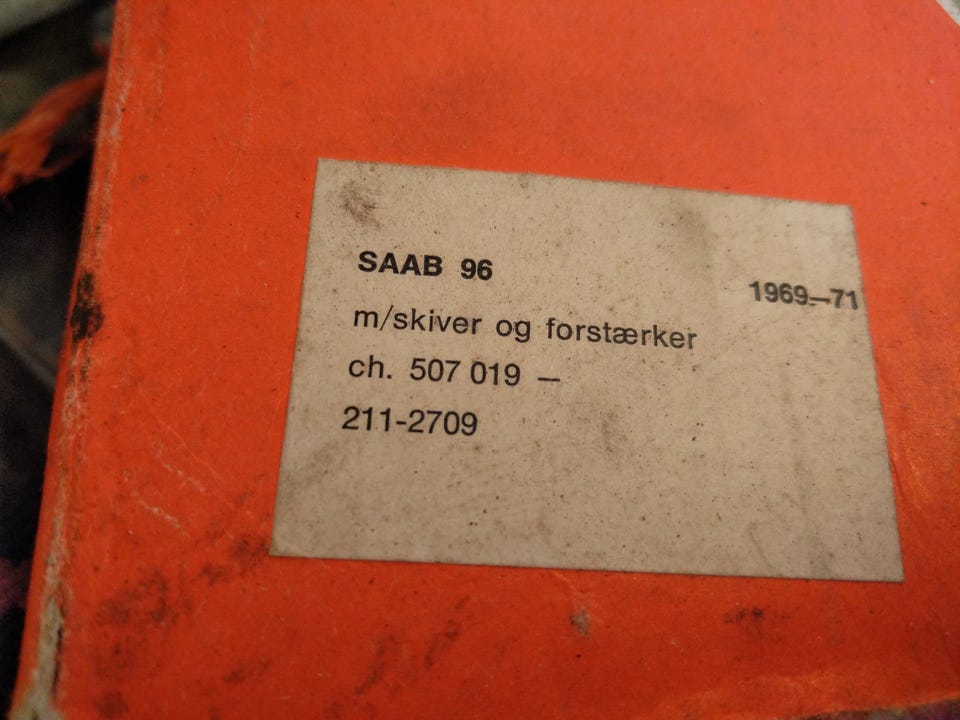 SAAB 96
1969.—71
m/skiver og forstærker
ch. 507 019 —
211-2709